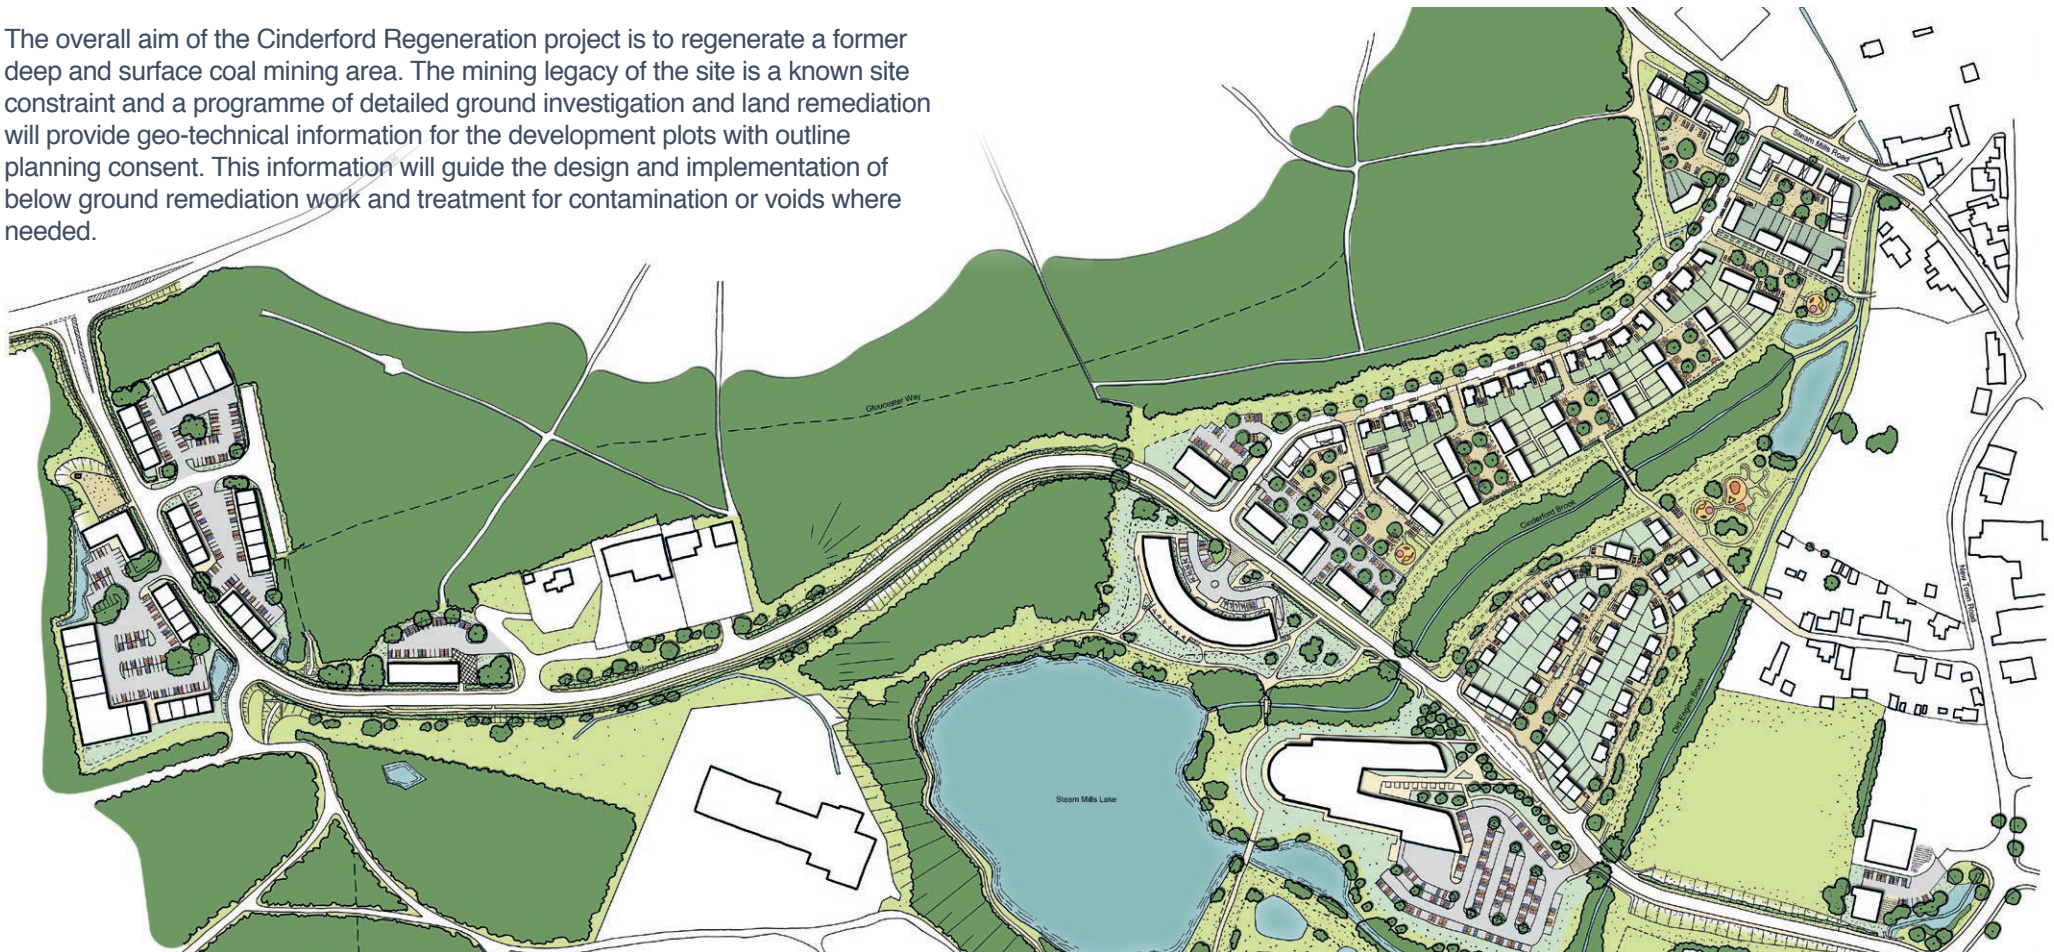 The overall aim of the Cinderford Regeneration project is to regenerate a former
deep and surface coal mining area. The mining legacy of the site is a known site
constraint and a programme of detailed ground investigation and land remediation
will provide geo-technical information for the development plots with outline
planning consent. This information will guide the design and implementation of
below ground remediation work and treatment for contamination or voids where
needed.
Steam Mills Road
Gloucester Way
Cinderford Brook
New Town Road
Old Engine Brook
Steam Mills Lake